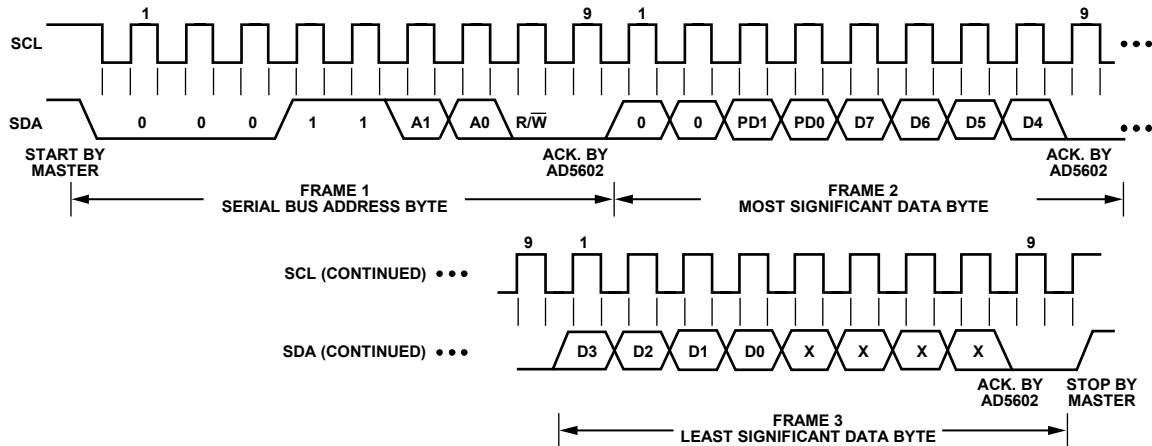 1 9 1 9
SCL
SDA 0 0 0 1 1 A1 A0 R/W̅ 0 0 PD1 PD0 D7 D6 D5 D4
START BY
MASTER
ACK. BY
AD5602
ACK. BY
AD5602
FRAME 1
SERIAL BUS ADDRESS BYTE
FRAME 2
MOST SIGNIFICANT DATA BYTE
9 1 9
SCL (CONTINUED)
SDA (CONTINUED) D3 D2 D1 D0 X X X X
ACK. BY
AD5602
STOP BY
MASTER
FRAME 3
LEAST SIGNIFICANT DATA BYTE